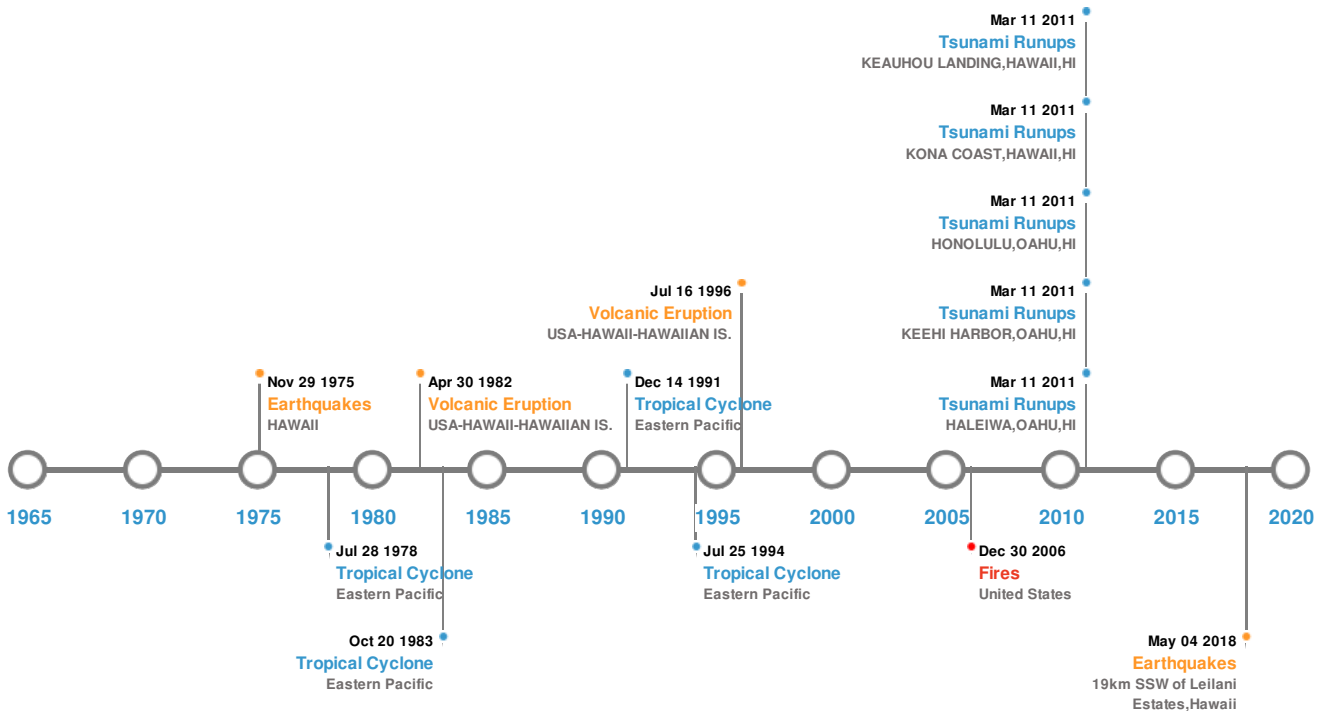 Mar 11 2011
Tsunami Runups
KEAUHOU LANDING,HAWAII,HI
Mar 11 2011
Tsunami Runups
KONA COAST,HAWAII,HI
Mar 11 2011
Tsunami Runups
HONOLULU,OAHU,HI
Jul 16 1996
Volcanic Eruption
USA-HAWAII-HAWAIIAN IS.
Mar 11 2011
Tsunami Runups
KEEHI HARBOR,OAHU,HI
Nov 29 1975
Earthquakes
HAWAII
Apr 30 1982
Volcanic Eruption
USA-HAWAII-HAWAIIAN IS.
Dec 14 1991
Tropical Cyclone
Eastern Pacific
Mar 11 2011
Tsunami Runups
HALEIWA,OAHU,HI
1965 1970 1975 1980 1985 1990 1995 2000 2005 2010 2015 2020
Jul 28 1978
Tropical Cyclone
Eastern Pacific
Jul 25 1994
Tropical Cyclone
Eastern Pacific
Dec 30 2006
Fires
United States
Oct 20 1983
Tropical Cyclone
Eastern Pacific
May 04 2018
Earthquakes
19km SSW of Leilani
Estates,Hawaii